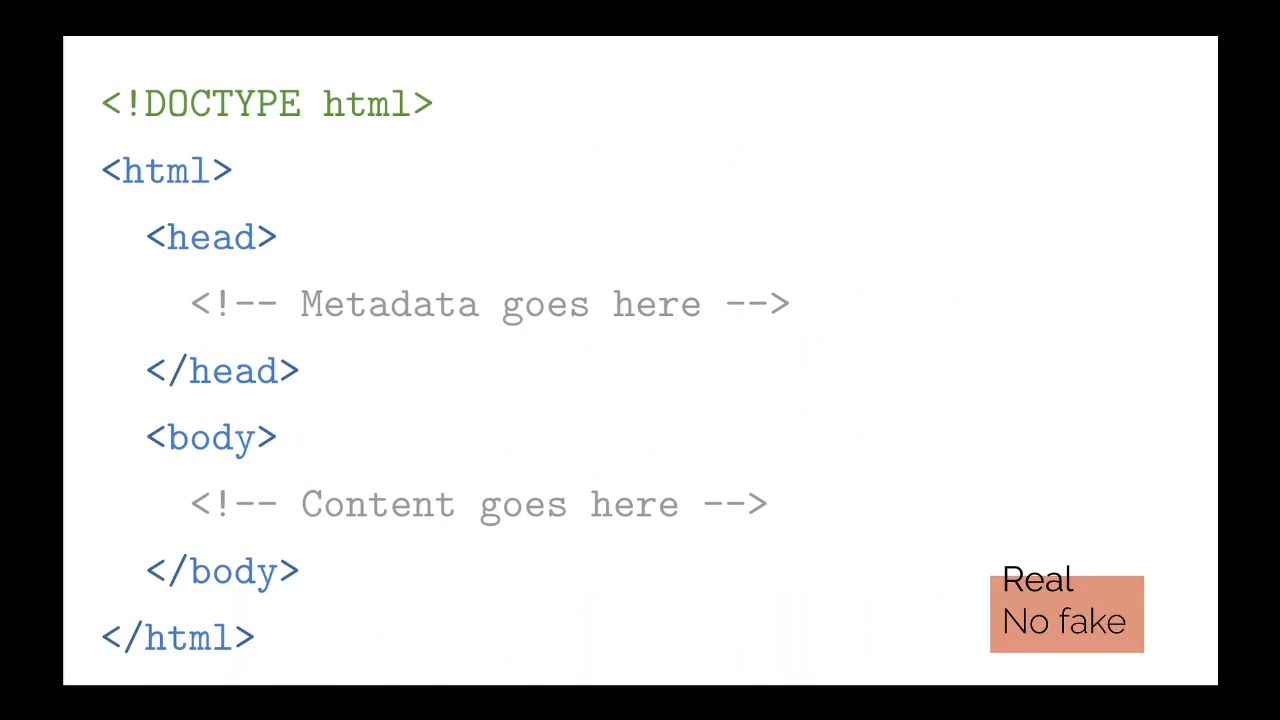 <!DOCTYPE html>
<html>
<head>
<!-- Metadata goes here -->
</head>
<body>
<!-- Content goes here -->
</body>
</html>
Real
No fake